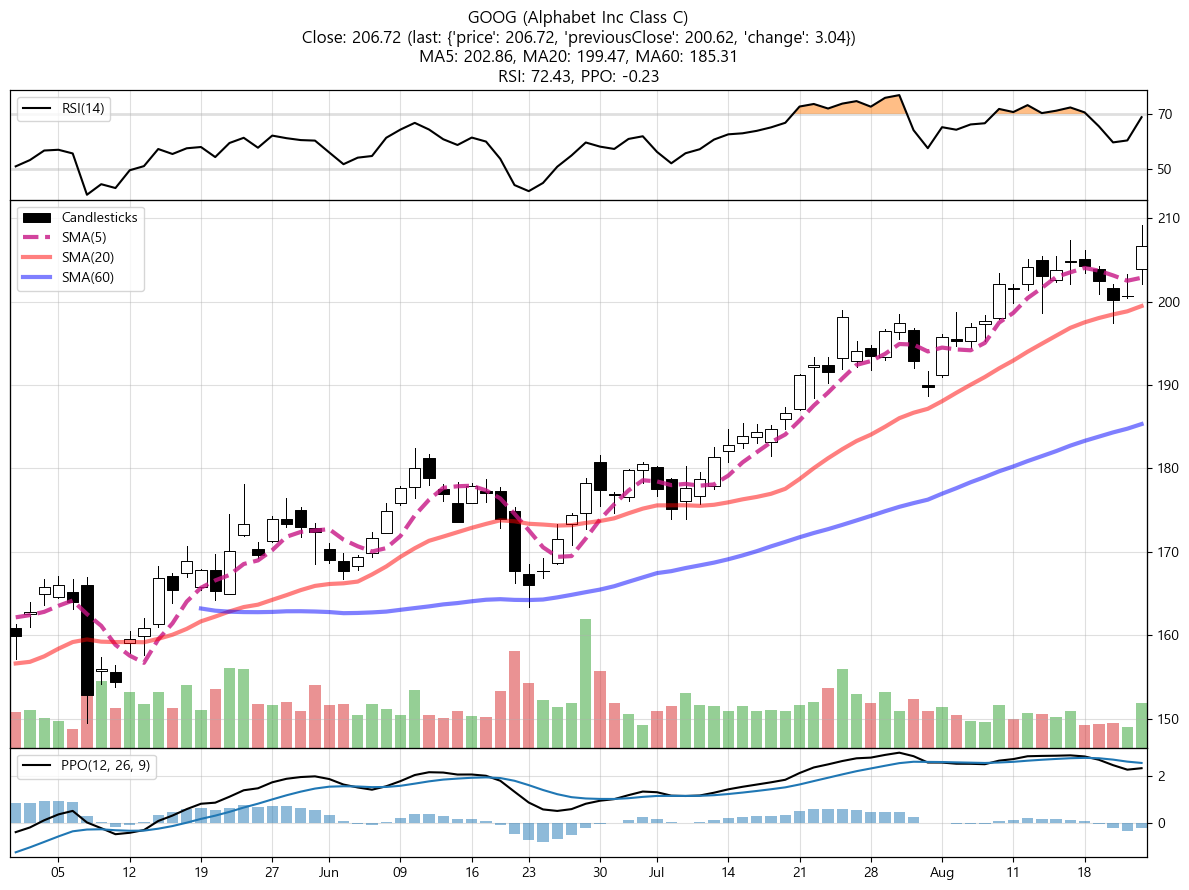 GOOG (Alphabet Inc Class C)
Close: 206.72 (last: {'price': 206.72, 'previousClose': 200.62, 'change': 3.04})
MA5: 202.86, MA20: 199.47, MA60: 185.31
RSI: 72.43, PPO: -0.23
RSI(14)
70
50
Candlesticks
SMA(5)
SMA(20)
SMA(60)
210
200
190
180
170
160
150
PPO(12, 26, 9)
2
0
05 12 19 27 Jun 09 16 23 30 Jul 14 21 28 Aug 11 18